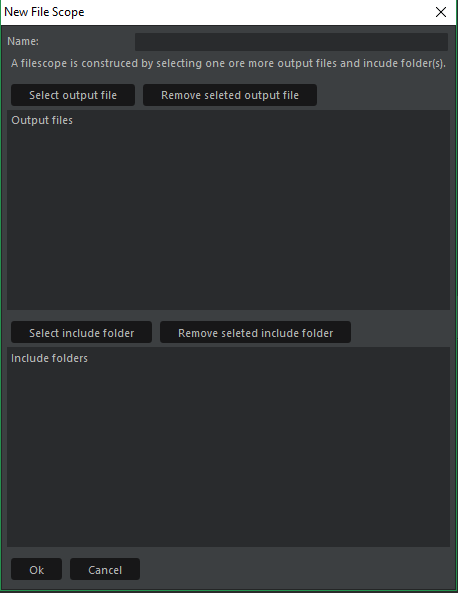 New File Scope
Name:
A filescope is construced by selecting one ore more output files and incude folder(s).
Select output file Remove seleted output file
Output files
Select include folder Remove seleted include folder
Include folders
Ok Cancel